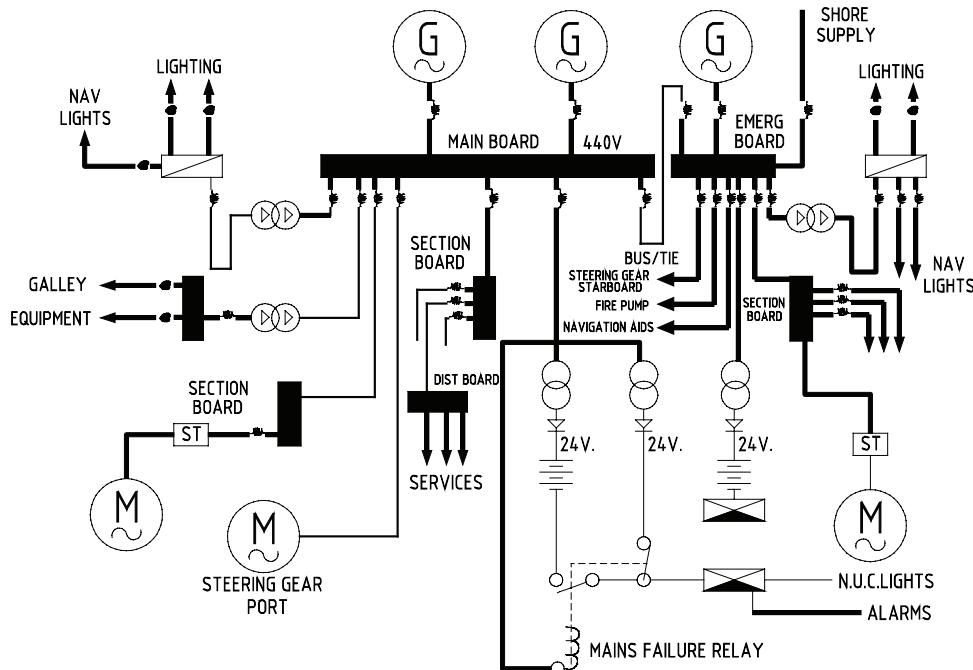 SHORE
SUPPLY
G
G
G
LIGHTING
LIGHTING
NAV
LIGHTS
MAIN BOARD
440V
EMERG
BOARD
SECTION
BOARD
BUS/TIE
STEERING GEAR
STARBOARD
FIRE PUMP
NAVIGATION AIDS
SECTION
BOARD
NAV
LIGHTS
GALLEY
EQUIPMENT
SECTION
BOARD
DIST BOARD
ST
24V.
24V.
24V.
ST
SERVICES
M
M
M
STEERING GEAR
PORT
N.U.C.LIGHTS
ALARMS
MAINS FAILURE RELAY